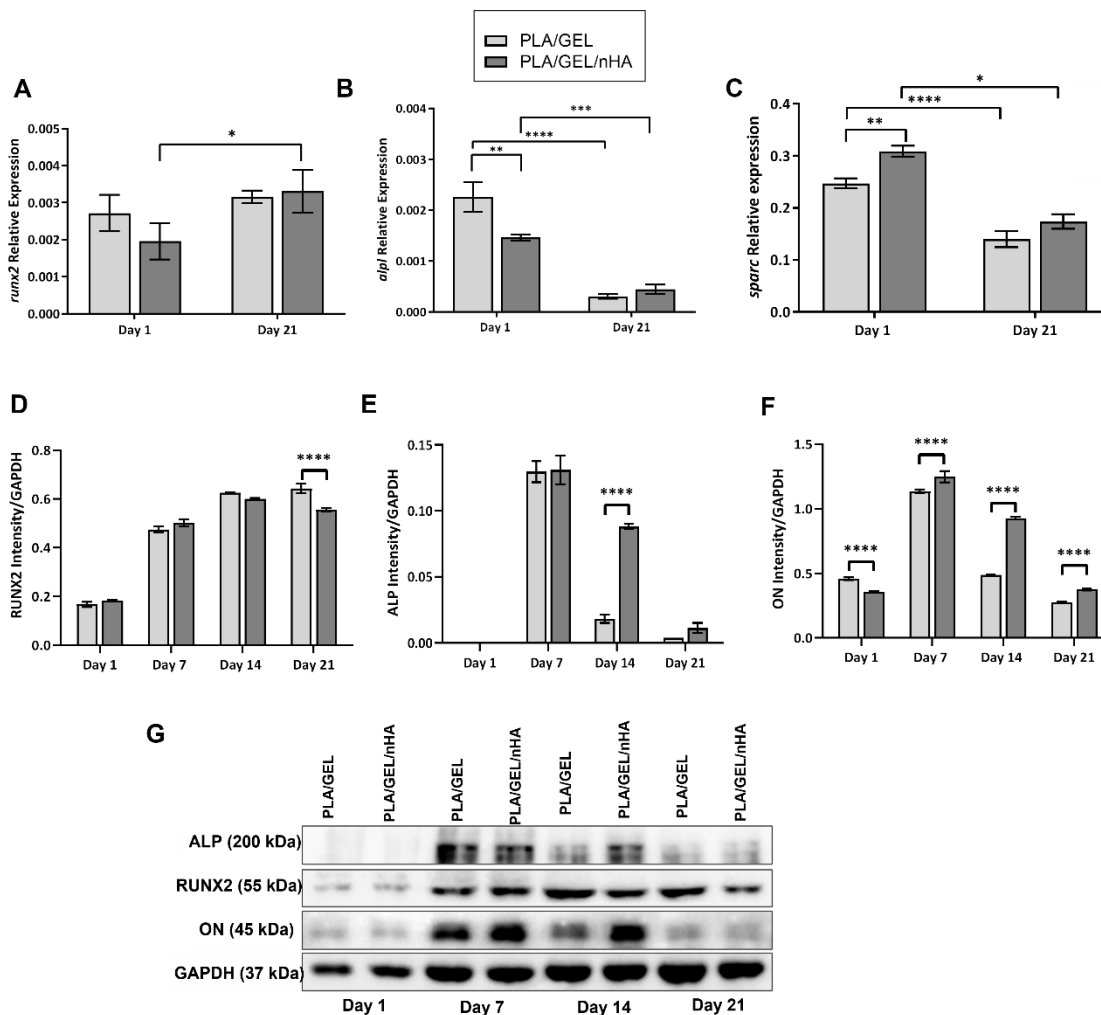 PLA/GEL
PLA/GEL/nHA
A
runx2 Relative Expression
0.005
0.004
0.003
0.002
0.001
0.000
*
Day 1
Day 21
B
alpl Relative Expression
0.004
0.003
0.002
0.001
0.000
***
****
**
Day 1
Day 21
C
sparc Relative expression
0.4
0.3
0.2
0.1
0.0
*
****
**
Day 1
Day 21
D
RUNX2 Intensity/GAPDH
0.8
0.6
0.4
0.2
0.0
****
Day 1
Day 7
Day 14
Day 21
E
ALP Intensity/GAPDH
0.15
0.10
0.05
0.00
****
Day 1
Day 7
Day 14
Day 21
F
ON Intensity/GAPDH
1.5
1.0
0.5
0.0
****
****
****
****
Day 1
Day 7
Day 14
Day 21
G
PLA/GEL
PLA/GEL/nHA
PLA/GEL
PLA/GEL/nHA
PLA/GEL
PLA/GEL/nHA
PLA/GEL
PLA/GEL/nHA
ALP (200 kDa)
RUNX2 (55 kDa)
ON (45 kDa)
GAPDH (37 kDa)
Day 1
Day 7
Day 14
Day 21